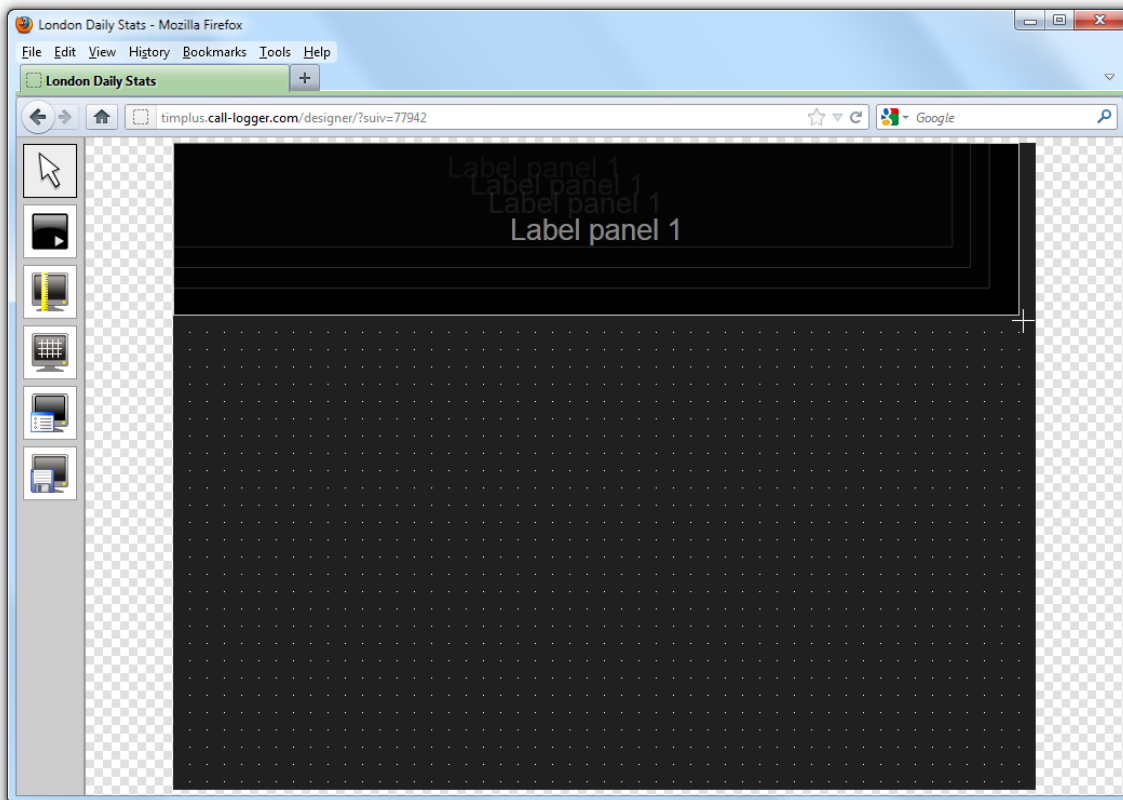 London Daily Stats - Mozilla Firefox
File Edit View History Bookmarks Tools Help
London Daily Stats
timplus.call-logger.com/designer/?suiv=77942
Google
Label panel 1
Label panel 1
Label panel 1
Label panel 1